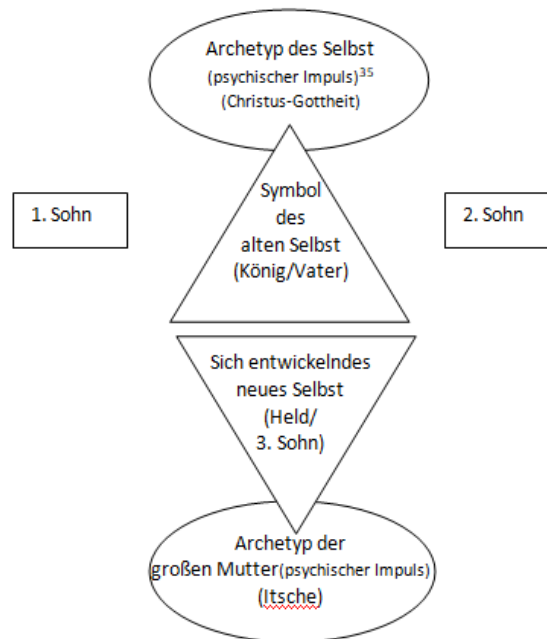 Archetyp des Selbst
(psychischer Impuls)³⁵
(Christus-Gottheit)
1. Sohn
Symbol
des
alten Selbst
(König/Vater)
2. Sohn
Sich entwickelndes
neues Selbst
(Held/
3. Sohn)
Archetyp der
großen Mutter(psychischer Impuls)
(Itsche)